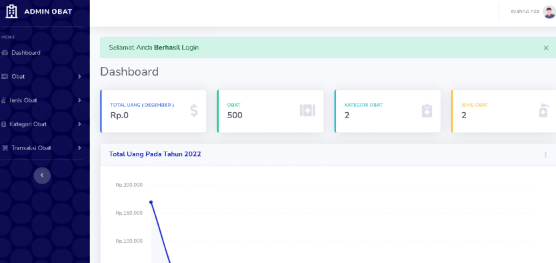 ADMIN OBAT
MENU
Dashboard
Obat
Jenis Obat
Kategori Obat
Transaksi Obat
Selamat Anda Berhasil Login
Dashboard
TOTAL UANG ( DESEMBER )
Rp.0
OBAT
500
KATEGORI OBAT
2
JENIS OBAT
2
Total Uang Pada Tahun 2022
Rp.200.000
Rp.150.000
Rp.100.000